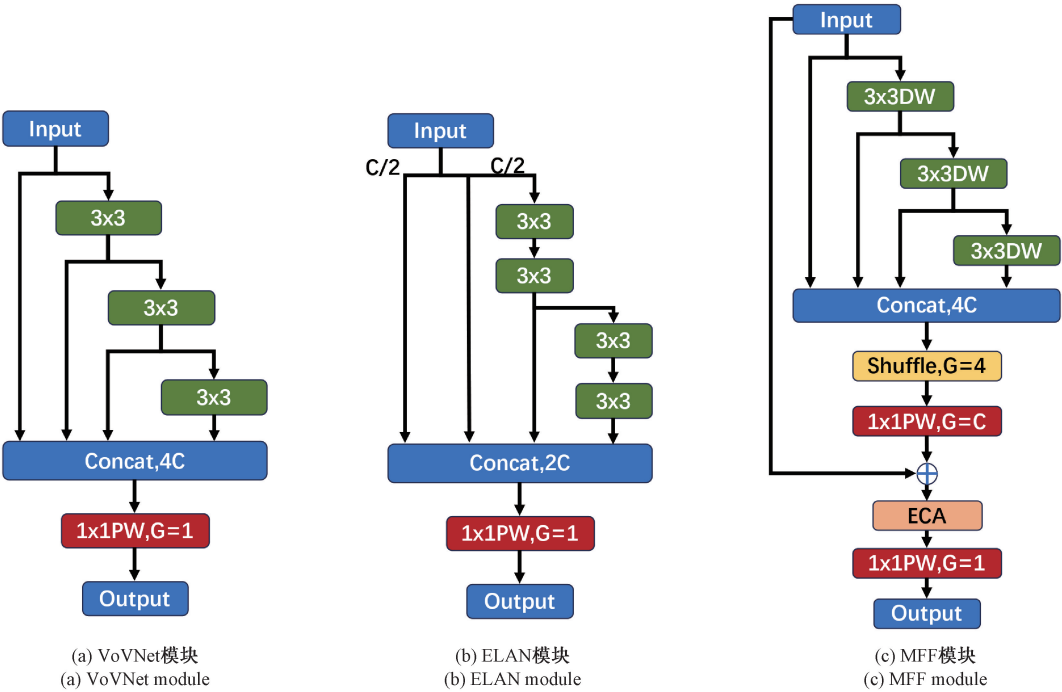 Input
3x3
3x3
3x3
Concat,4C
1x1PW,G=1
Output
(a) VoVNet模块
(a) VoVNet module
Input
C/2
C/2
3x3
3x3
3x3
3x3
Concat,2C
1x1PW,G=1
Output
(b) ELAN模块
(b) ELAN module
Input
3x3DW
3x3DW
3x3DW
Concat,4C
Shuffle,G=4
1x1PW,G=C
ECA
1x1PW,G=1
Output
(c) MFF模块
(c) MFF module